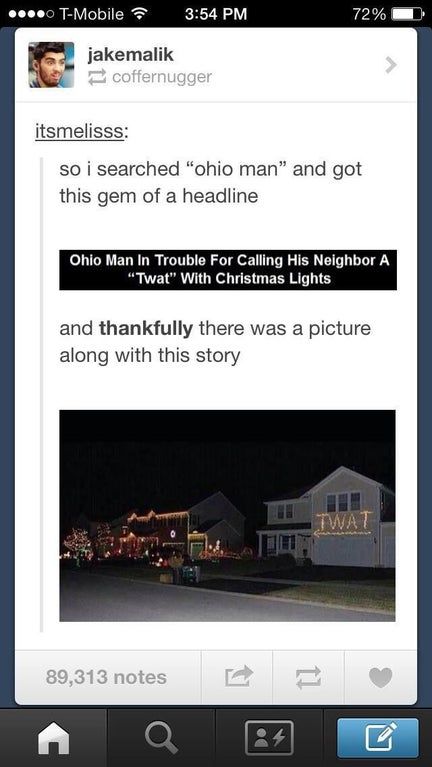 T-Mobile 3:54 PM 72%
jakemalik
coffernugger
itsmelisss:
so i searched “ohio man” and got
this gem of a headline
Ohio Man In Trouble For Calling His Neighbor A
“Twat” With Christmas Lights
and thankfully there was a picture
along with this story
TWAT
89,313 notes